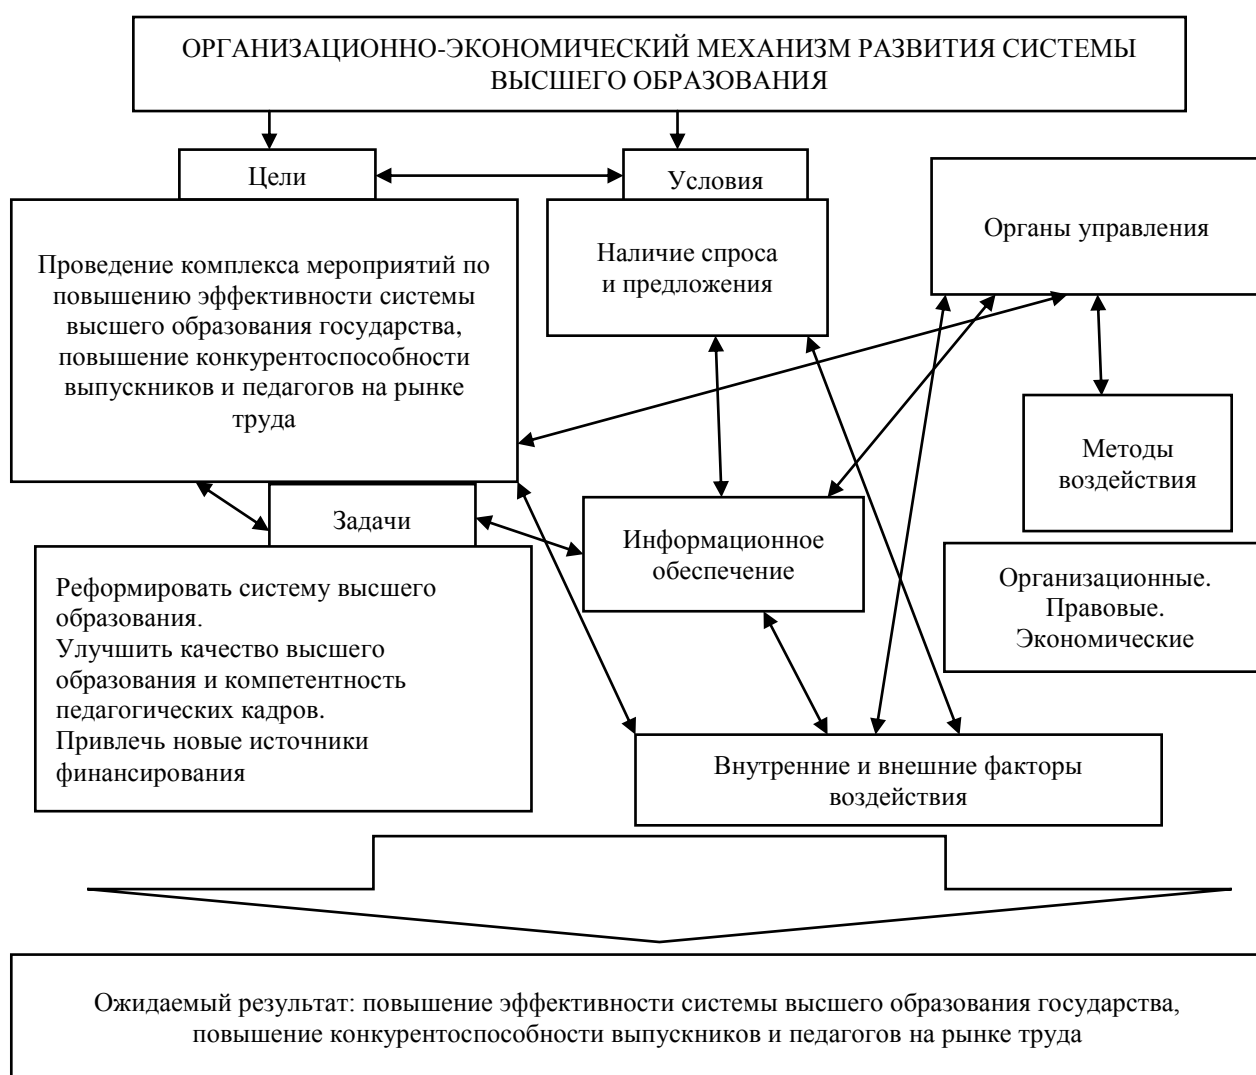 ОРГАНИЗАЦИОННО-ЭКОНОМИЧЕСКИЙ МЕХАНИЗМ РАЗВИТИЯ СИСТЕМЫ
ВЫСШЕГО ОБРАЗОВАНИЯ
Цели
Условия
Органы управления
Проведение комплекса мероприятий по
повышению эффективности системы
высшего образования государства,
повышение конкурентоспособности
выпускников и педагогов на рынке
труда
Наличие спроса
и предложения
Методы
воздействия
Задачи
Информационное
обеспечение
Организационные.
Правовые.
Экономические
Реформировать систему высшего
образования.
Улучшить качество высшего
образования и компетентность
педагогических кадров.
Привлечь новые источники
финансирования
Внутренние и внешние факторы
воздействия
Ожидаемый результат: повышение эффективности системы высшего образования государства,
повышение конкурентоспособности выпускников и педагогов на рынке труда